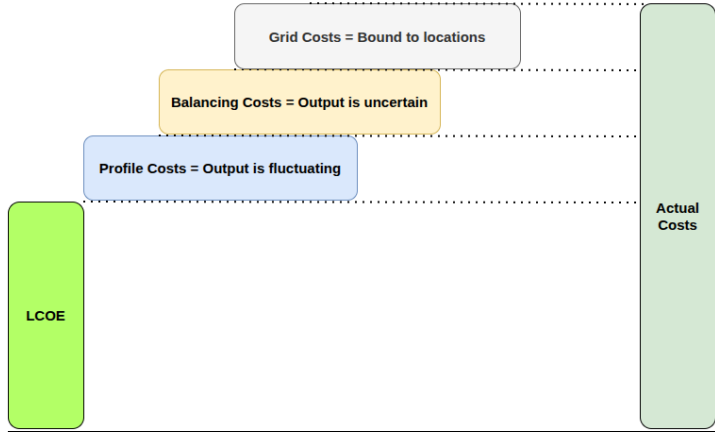 Grid Costs = Bound to locations
Balancing Costs = Output is uncertain
Profile Costs = Output is fluctuating
Actual
Costs
LCOE